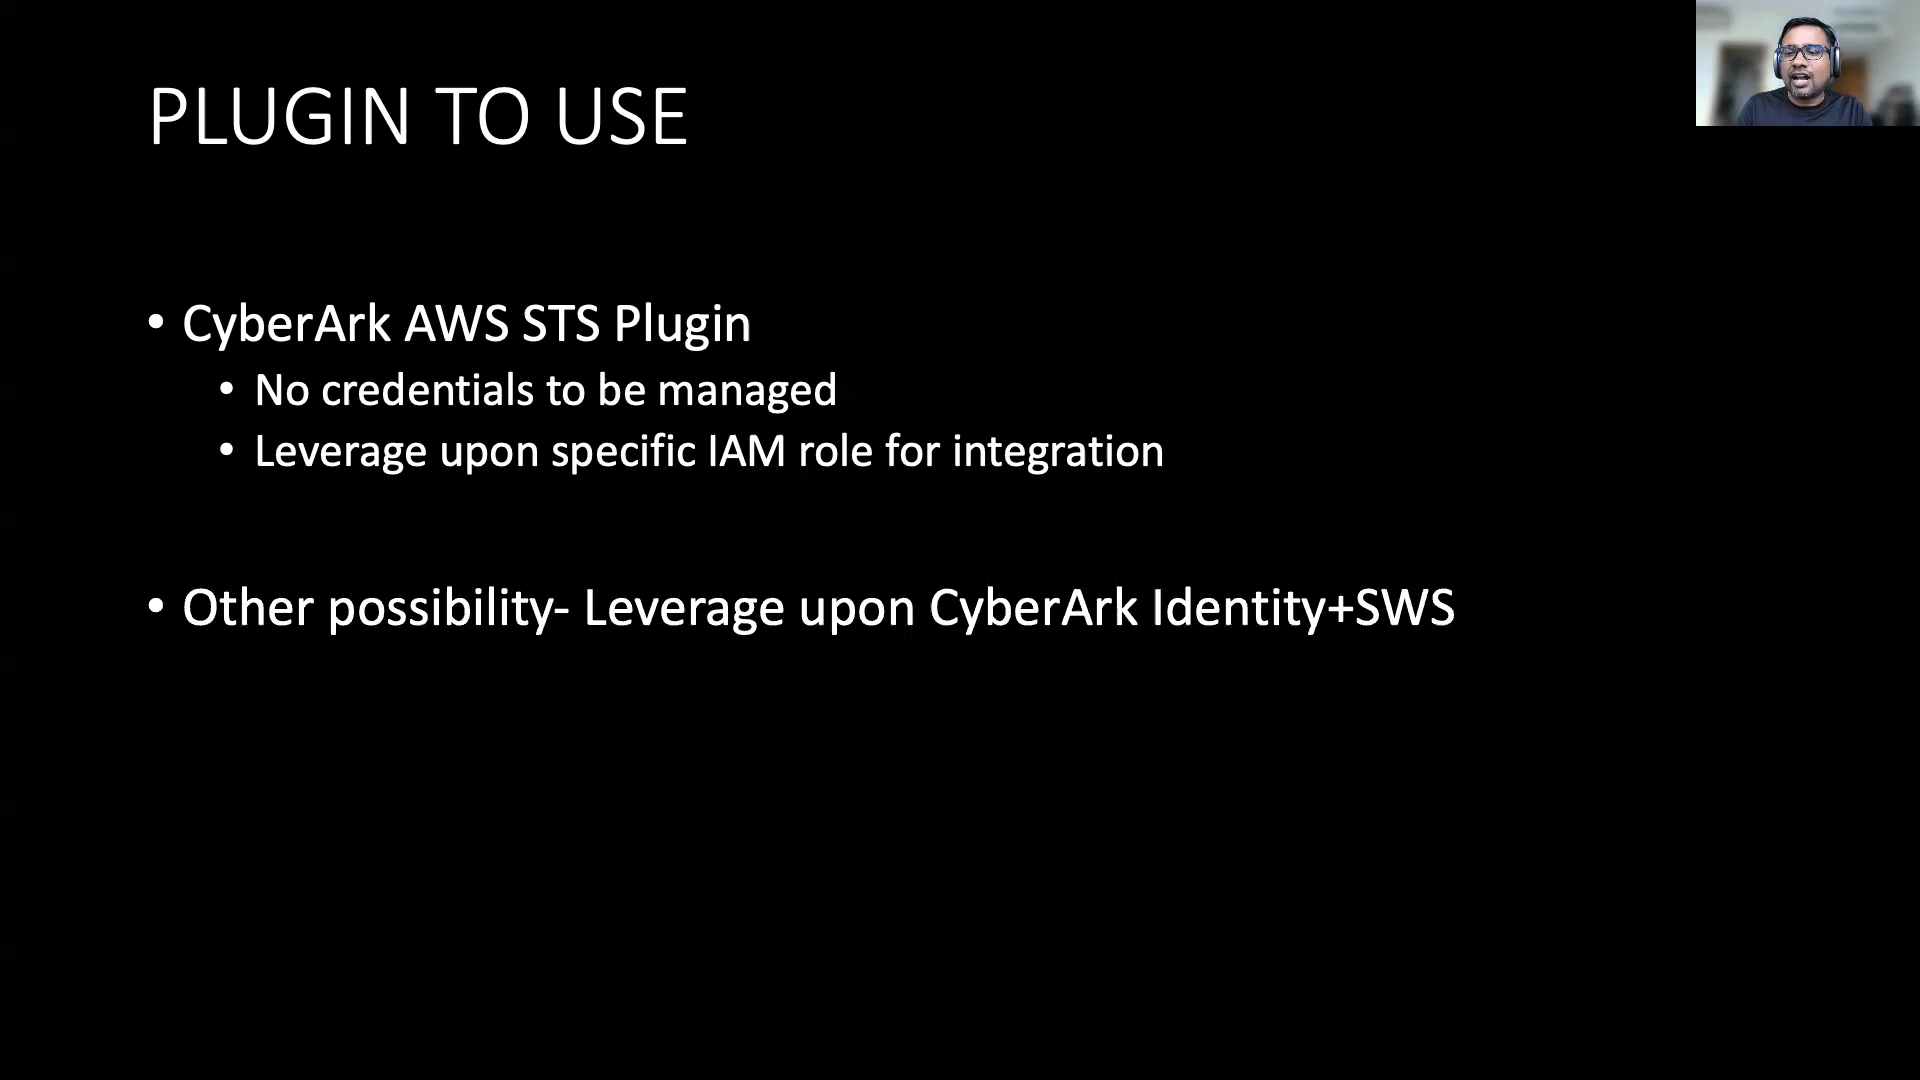 PLUGIN TO USE
• CyberArk AWS STS Plugin
• No credentials to be managed
• Leverage upon specific IAM role for integration
• Other possibility- Leverage upon CyberArk Identity+SWS